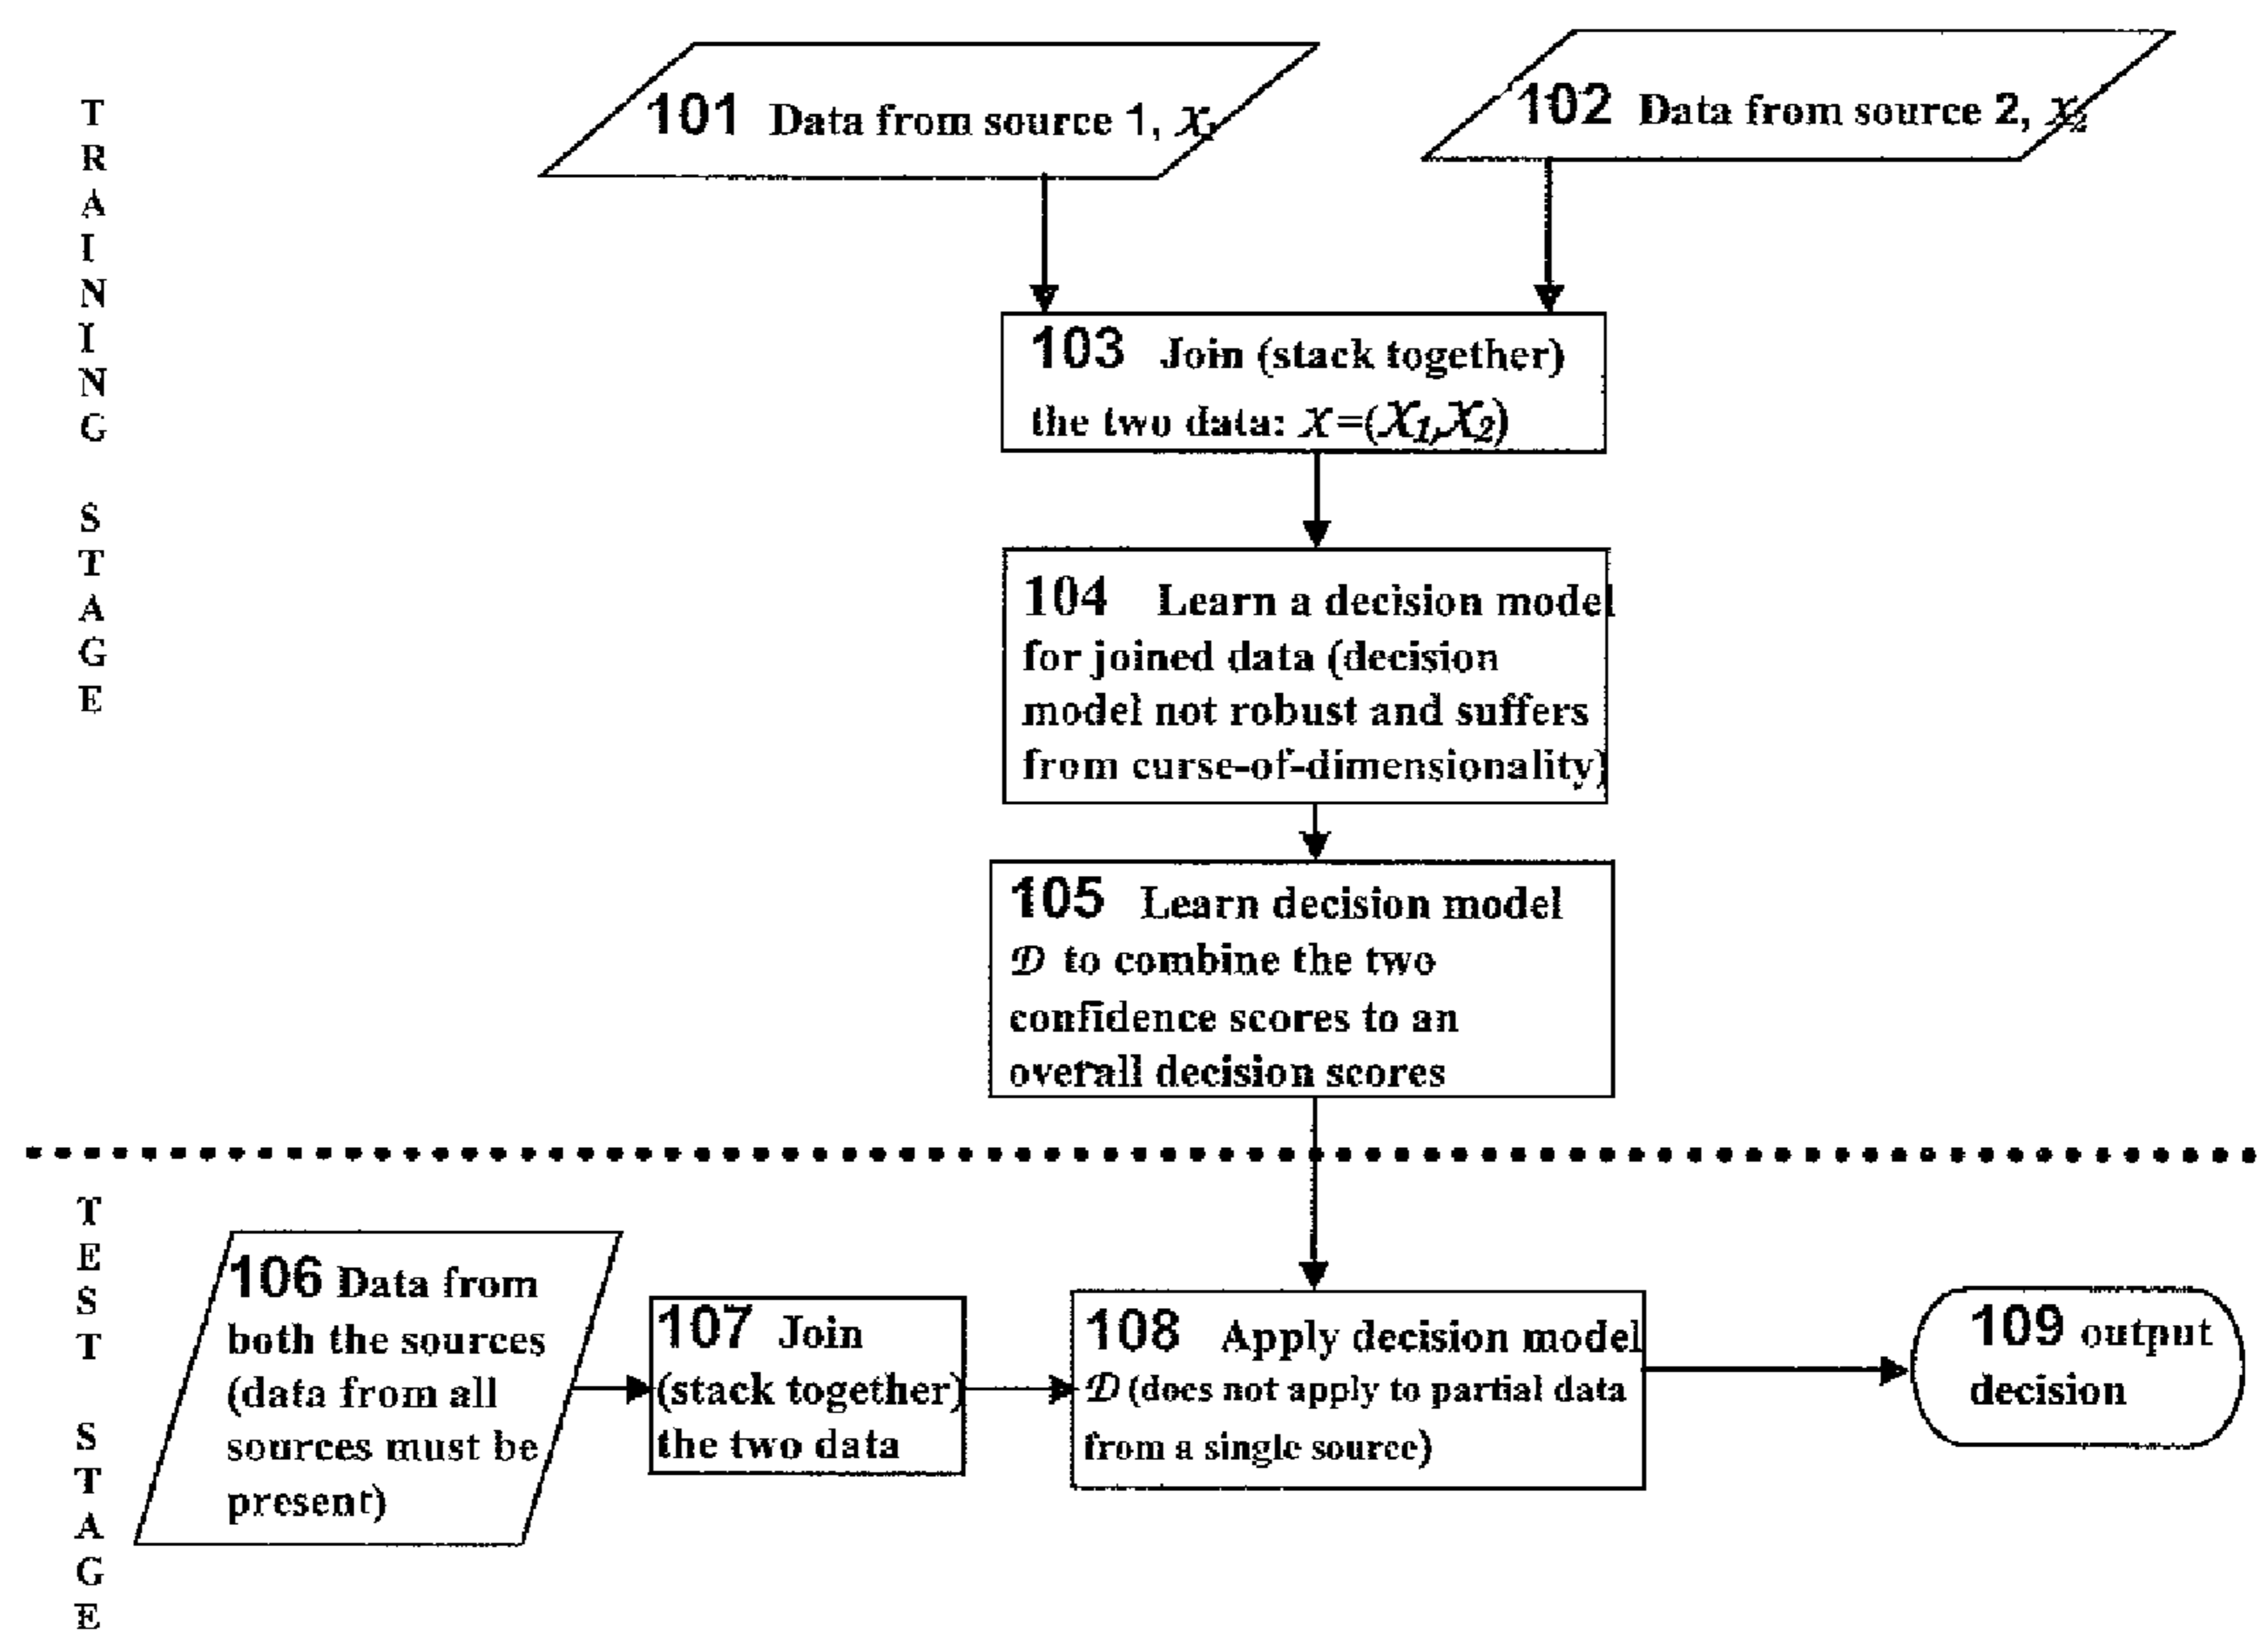 TRAINING STAGE
101 Data from source 1, X1
102 Data from source 2, X2
103 Join (stack together)
the two data: X=(X1,X2)
104 Learn a decision model
for joined data (decision
model not robust and suffers
from curse-of-dimensionality)
105 Learn decision model
𝒟 to combine the two
confidence scores to an
overall decision scores
TEST STAGE
106 Data from
both the sources
(data from all
sources must be
present)
107 Join
(stack together)
the two data
108 Apply decision model
𝒟 (does not apply to partial data
from a single source)
109 output
decision